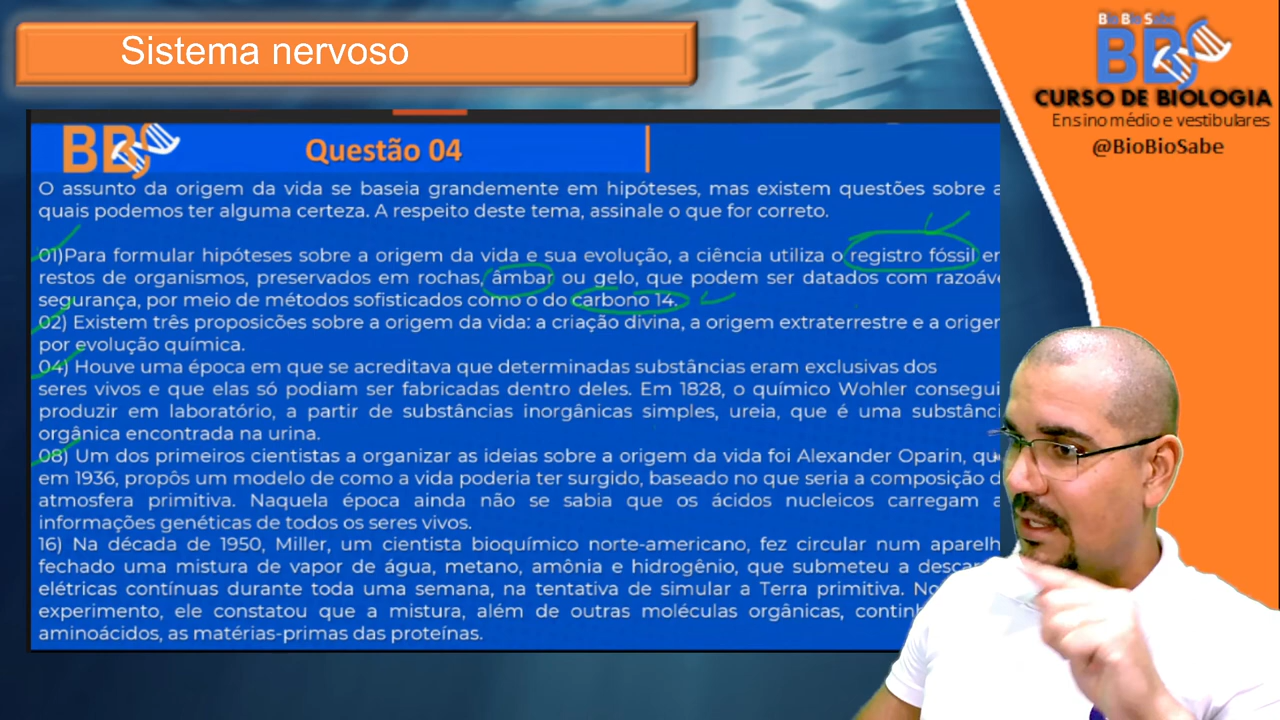 Sistema nervoso
Bio Bio Sabe
BBS
CURSO DE BIOLOGIA
Ensino médio e vestibulares
@BioBioSabe
BBS
Questão 04
O assunto da origem da vida se baseia grandemente em hipóteses, mas existem questões sobre a
quais podemos ter alguma certeza. A respeito deste tema, assinale o que for correto.
01)Para formular hipóteses sobre a origem da vida e sua evolução, a ciência utiliza o registro fóssil em
restos de organismos, preservados em rochas, âmbar ou gelo, que podem ser datados com razoáve
segurança, por meio de métodos sofisticados como o do carbono 14.
02) Existem três proposicões sobre a origem da vida: a criação divina, a origem extraterrestre e a origem
por evolução química.
04) Houve uma época em que se acreditava que determinadas substâncias eram exclusivas dos
seres vivos e que elas só podiam ser fabricadas dentro deles. Em 1828, o químico Wohler consegui
produzir em laboratório, a partir de substâncias inorgânicas simples, ureia, que é uma substânci
orgânica encontrada na urina.
08) Um dos primeiros cientistas a organizar as ideias sobre a origem da vida foi Alexander Oparin, qu
em 1936, propôs um modelo de como a vida poderia ter surgido, baseado no que seria a composição d
atmosfera primitiva. Naquela época ainda não se sabia que os ácidos nucleicos carregam a
informações genéticas de todos os seres vivos.
16) Na década de 1950, Miller, um cientista bioquímico norte-americano, fez circular num aparelh
fechado uma mistura de vapor de água, metano, amônia e hidrogênio, que submeteu a descar
elétricas contínuas durante toda uma semana, na tentativa de simular a Terra primitiva. No
experimento, ele constatou que a mistura, além de outras moléculas orgânicas, contin
aminoácidos, as matérias-primas das proteínas.